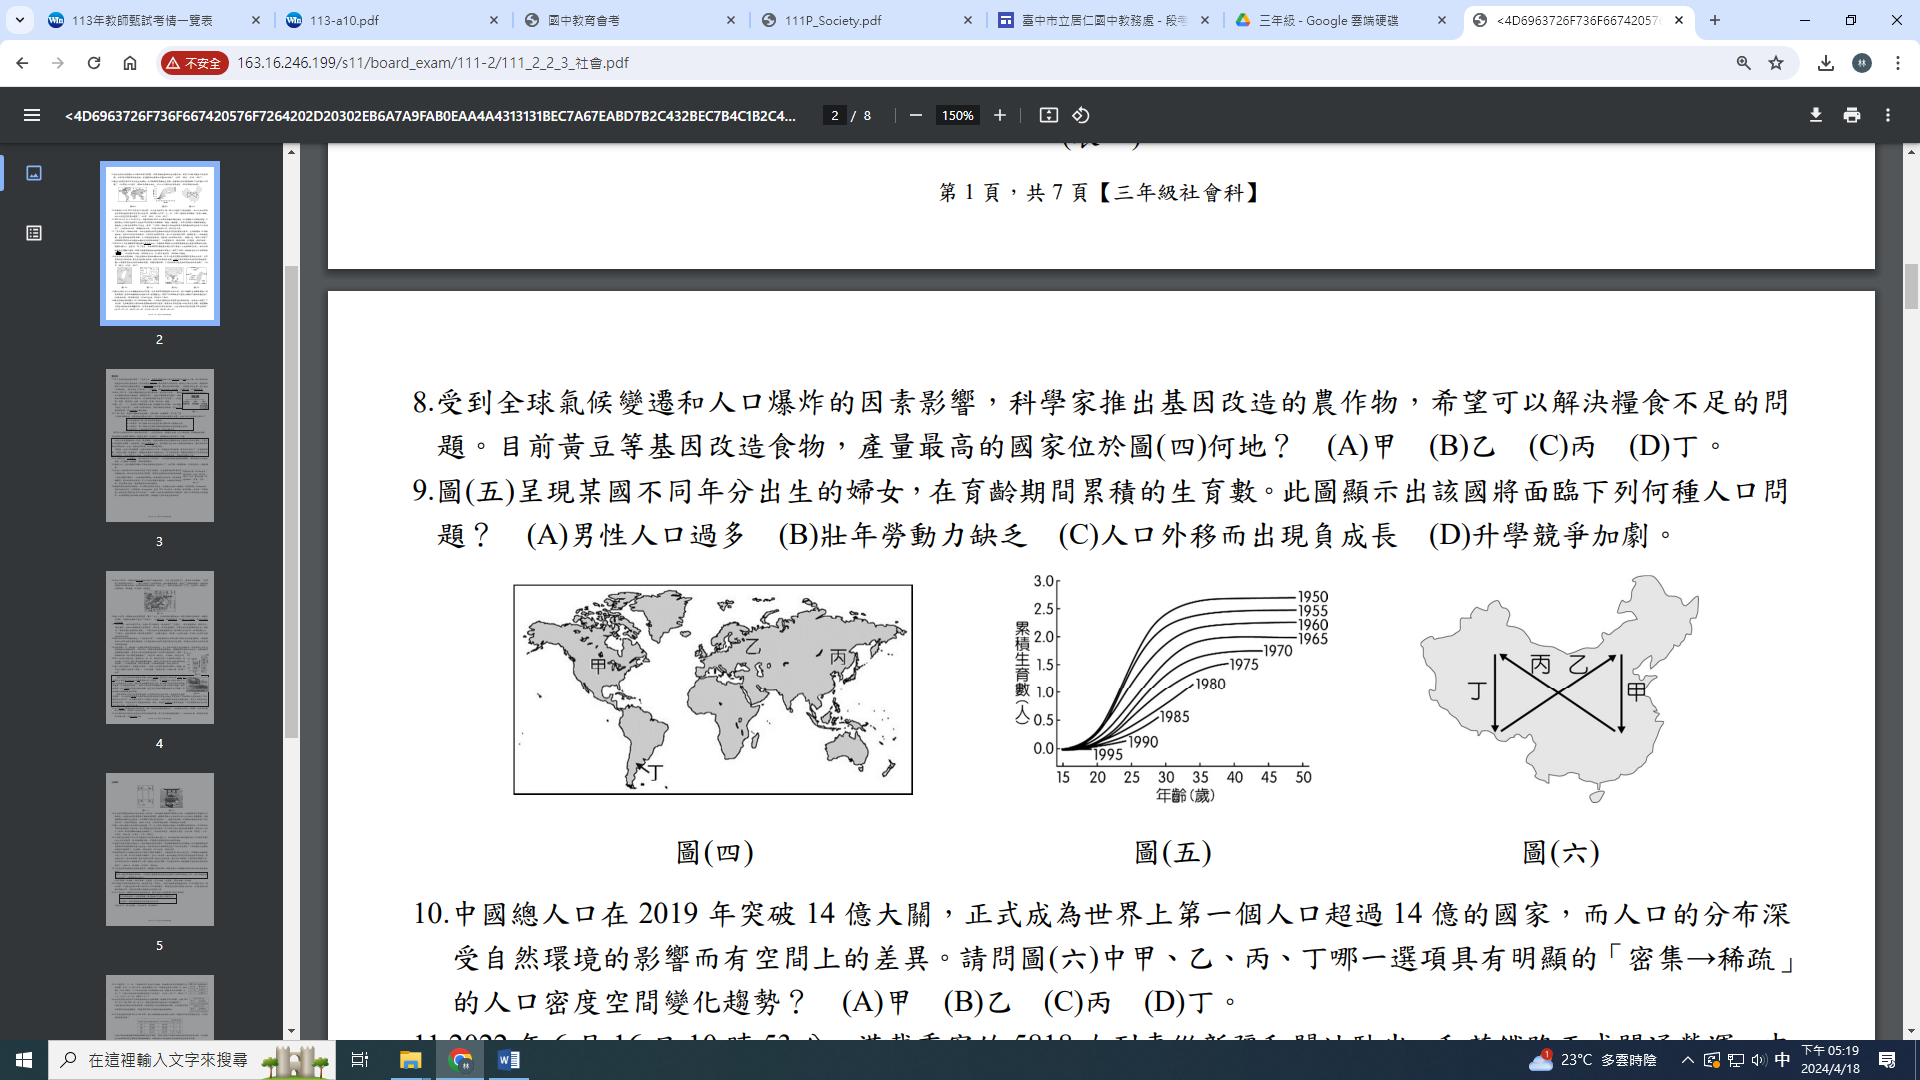 113年教師甄試考情一覽表
113-a10.pdf
國中教育會考
111P_Society.pdf
臺中市立居仁國中教務處 - 段考
三年級 - Google 雲端硬碟
<4D6963726F736F667420576
不安全
163.16.246.199/s11/board_exam/111-2/111_2_2_3_社會.pdf
林
<4D6963726F736F667420576F7264202D20302EB6A7A9FAB0EAA4A4313131BEC7A67EABD7B2C432BEC7B4C1B2C4...
2 / 8
150%
2
3
4
5
第 1 頁，共 7 頁【三年級社會科】
8.受到全球氣候變遷和人口爆炸的因素影響，科學家推出基因改造的農作物，希望可以解決糧食不足的問
題。目前黃豆等基因改造食物，產量最高的國家位於圖(四)何地？ (A)甲 (B)乙 (C)丙 (D)丁。
9.圖(五)呈現某國不同年分出生的婦女，在育齡期間累積的生育數。此圖顯示出該國將面臨下列何種人口問
題？ (A)男性人口過多 (B)壯年勞動力缺乏 (C)人口外移而出現負成長 (D)升學競爭加劇。
甲
乙
丙
丁
累積生育數(人)
3.0
2.5
2.0
1.5
1.0
0.5
0.0
1950
1955
1960
1965
1970
1975
1980
1985
1990
1995
15 20 25 30 35 40 45 50
年齡(歲)
丙 乙
丁 甲
圖(四) 圖(五) 圖(六)
10.中國總人口在 2019 年突破 14 億大關，正式成為世界上第一個人口超過 14 億的國家，而人口的分布深
受自然環境的影響而有空間上的差異。請問圖(六)中甲、乙、丙、丁哪一選項具有明顯的「密集→稀疏」
的人口密度空間變化趨勢？ (A)甲 (B)乙 (C)丙 (D)丁。
在這裡輸入文字來搜尋
1
23°C 多雲時陰
中
下午 05:19
2024/4/18